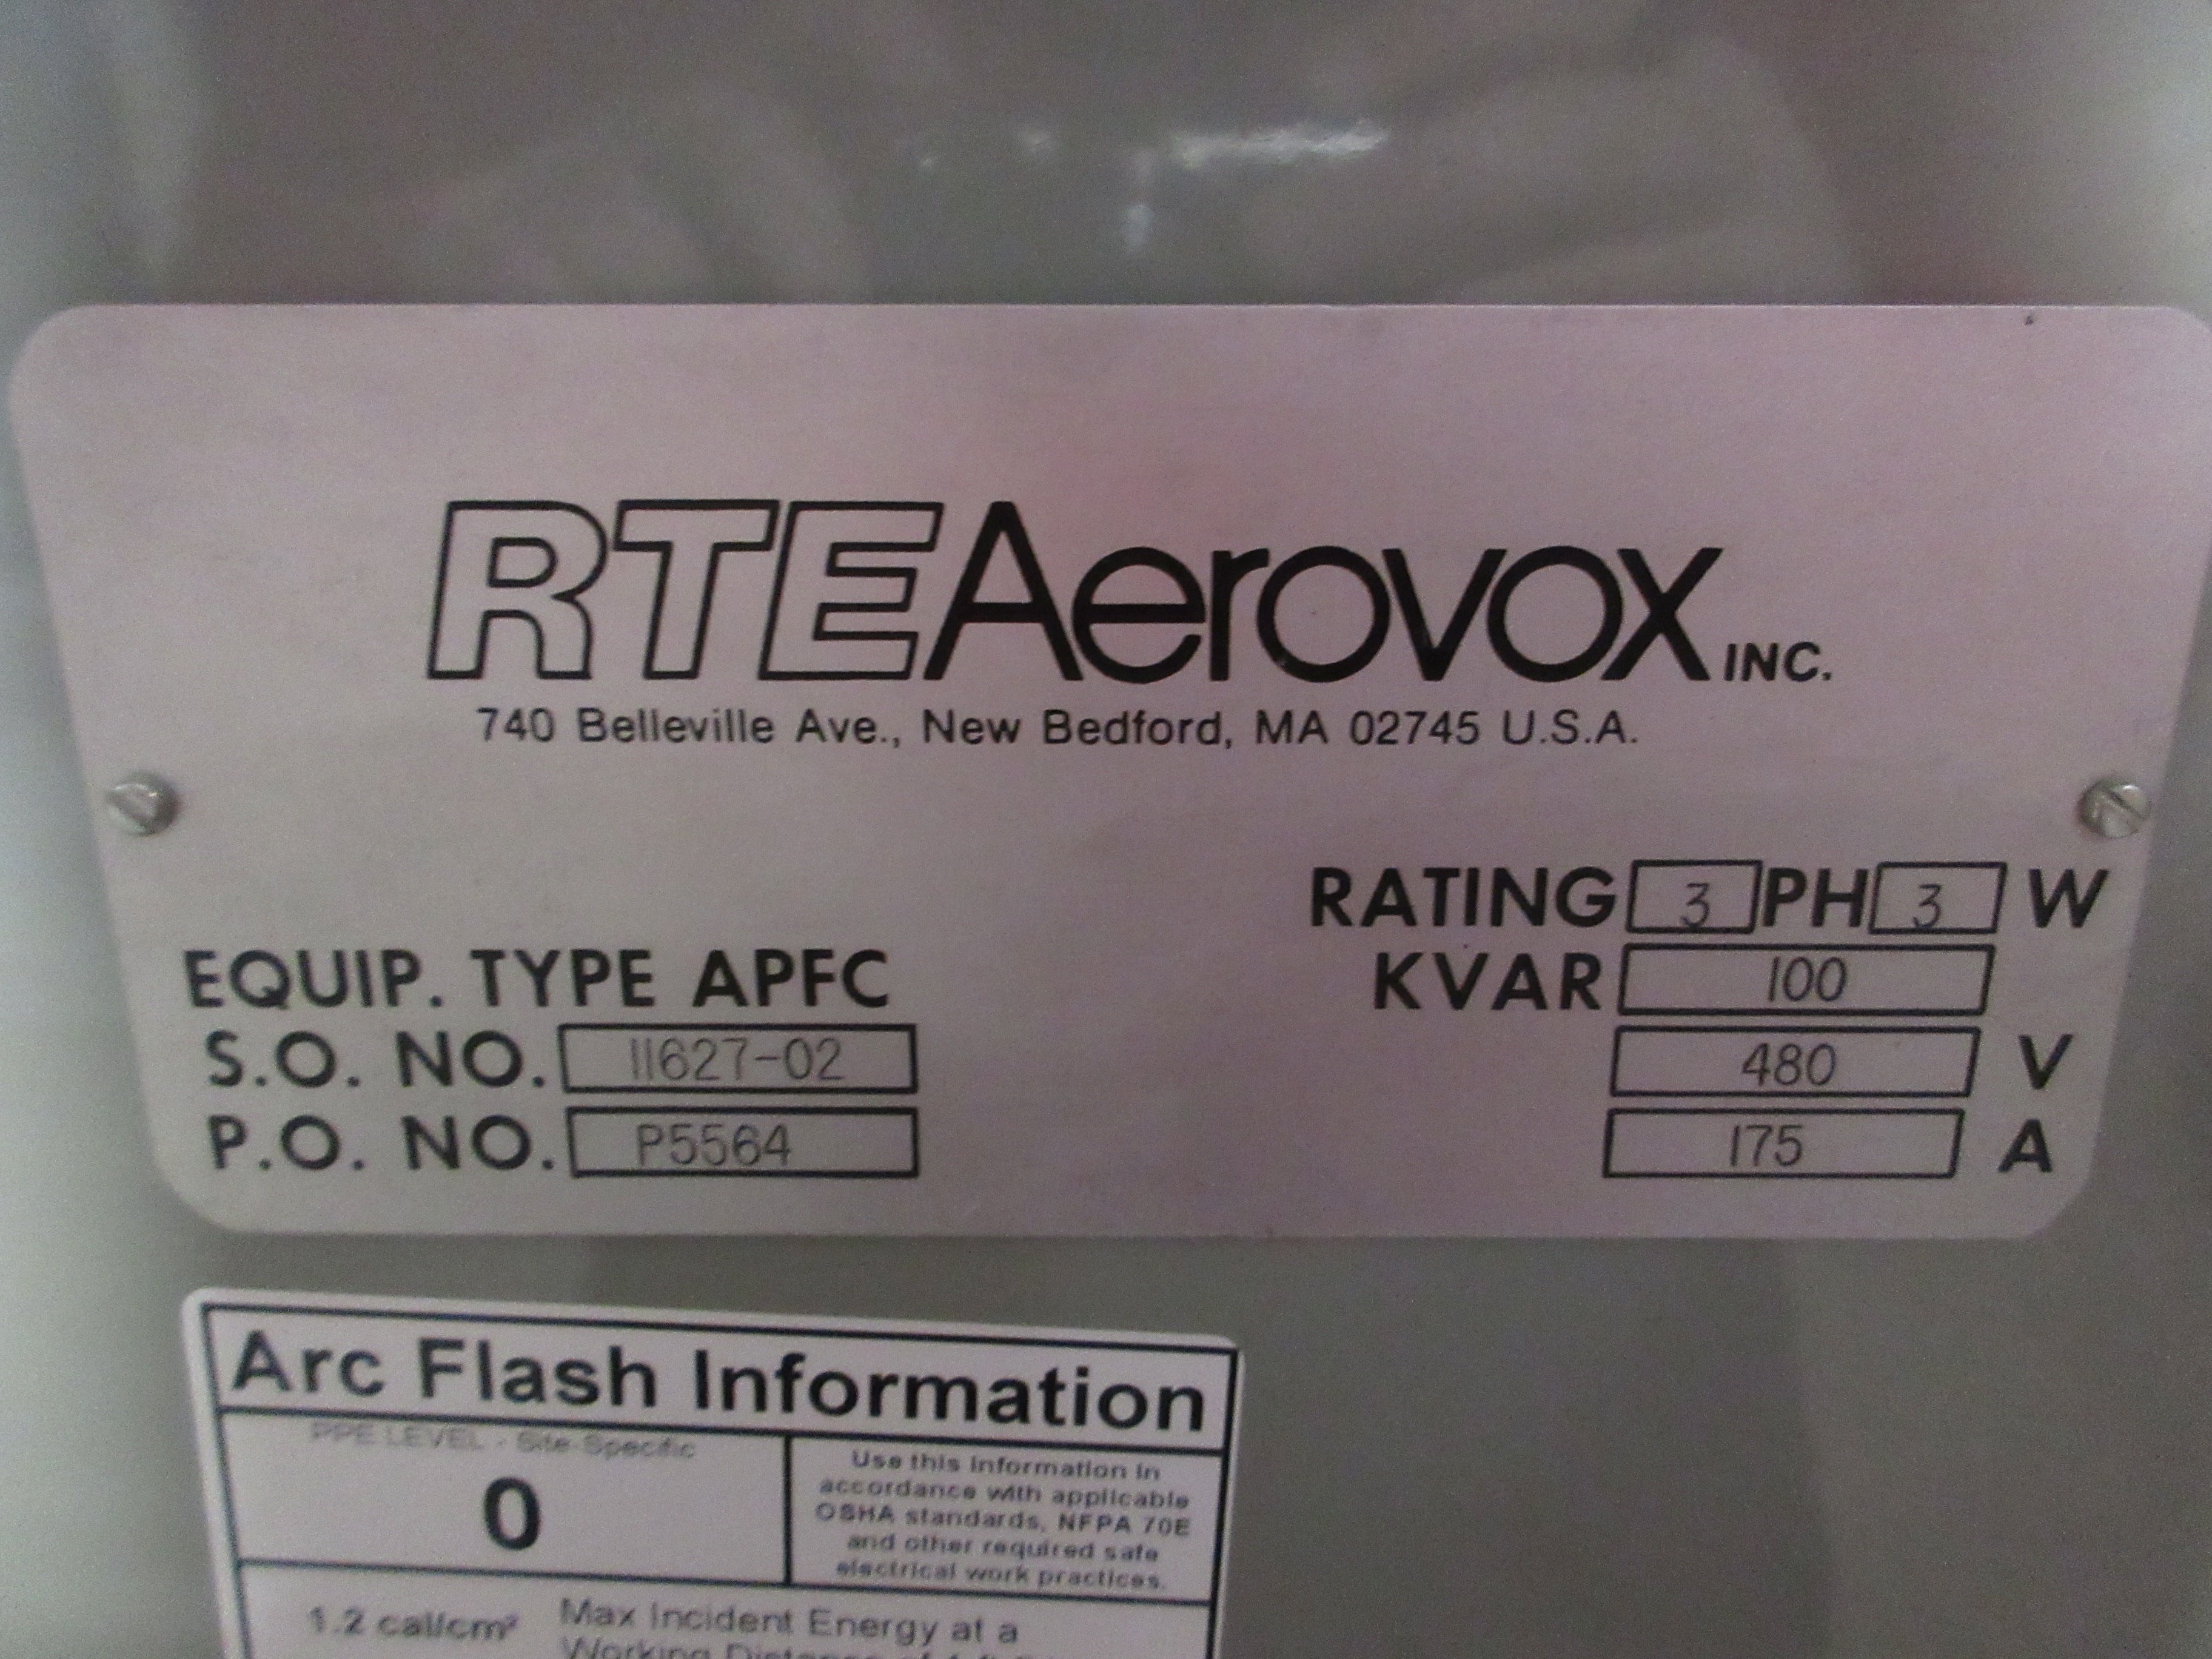 RTE Aerovox INC.
740 Belleville Ave., New Bedford, MA 02745 U.S.A.
RATING 3 PH 3 W
EQUIP. TYPE APFC
KVAR 100
S.O. NO. 11627-02
480 V
P.O. NO. P5564
175 A
Arc Flash Information
PPE LEVEL - Site Specific
0
Use this information in
accordance with applicable
OSHA standards, NFPA 70E
and other required safe
electrical work practices.
1.2 cal/cm² Max Incident Energy at a
Working Distance of